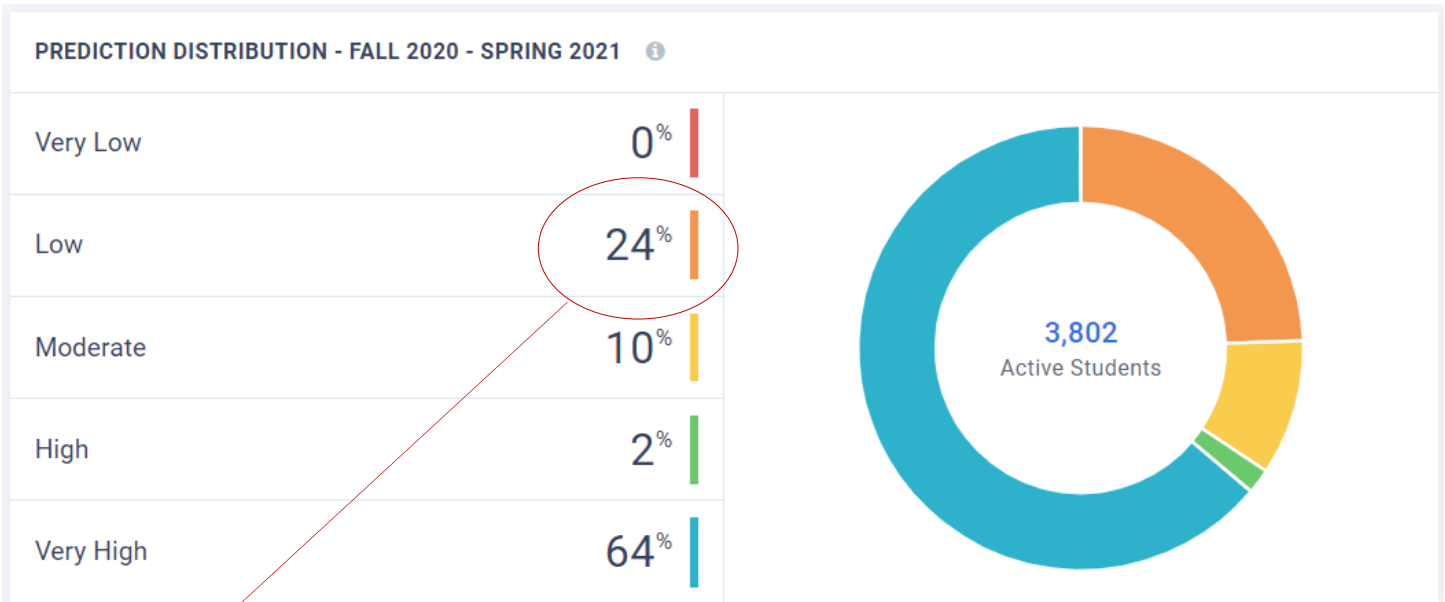 PREDICTION DISTRIBUTION - FALL 2020 - SPRING 2021
Very Low 0%
Low 24%
Moderate 10%
High 2%
Very High 64%
3,802
Active Students